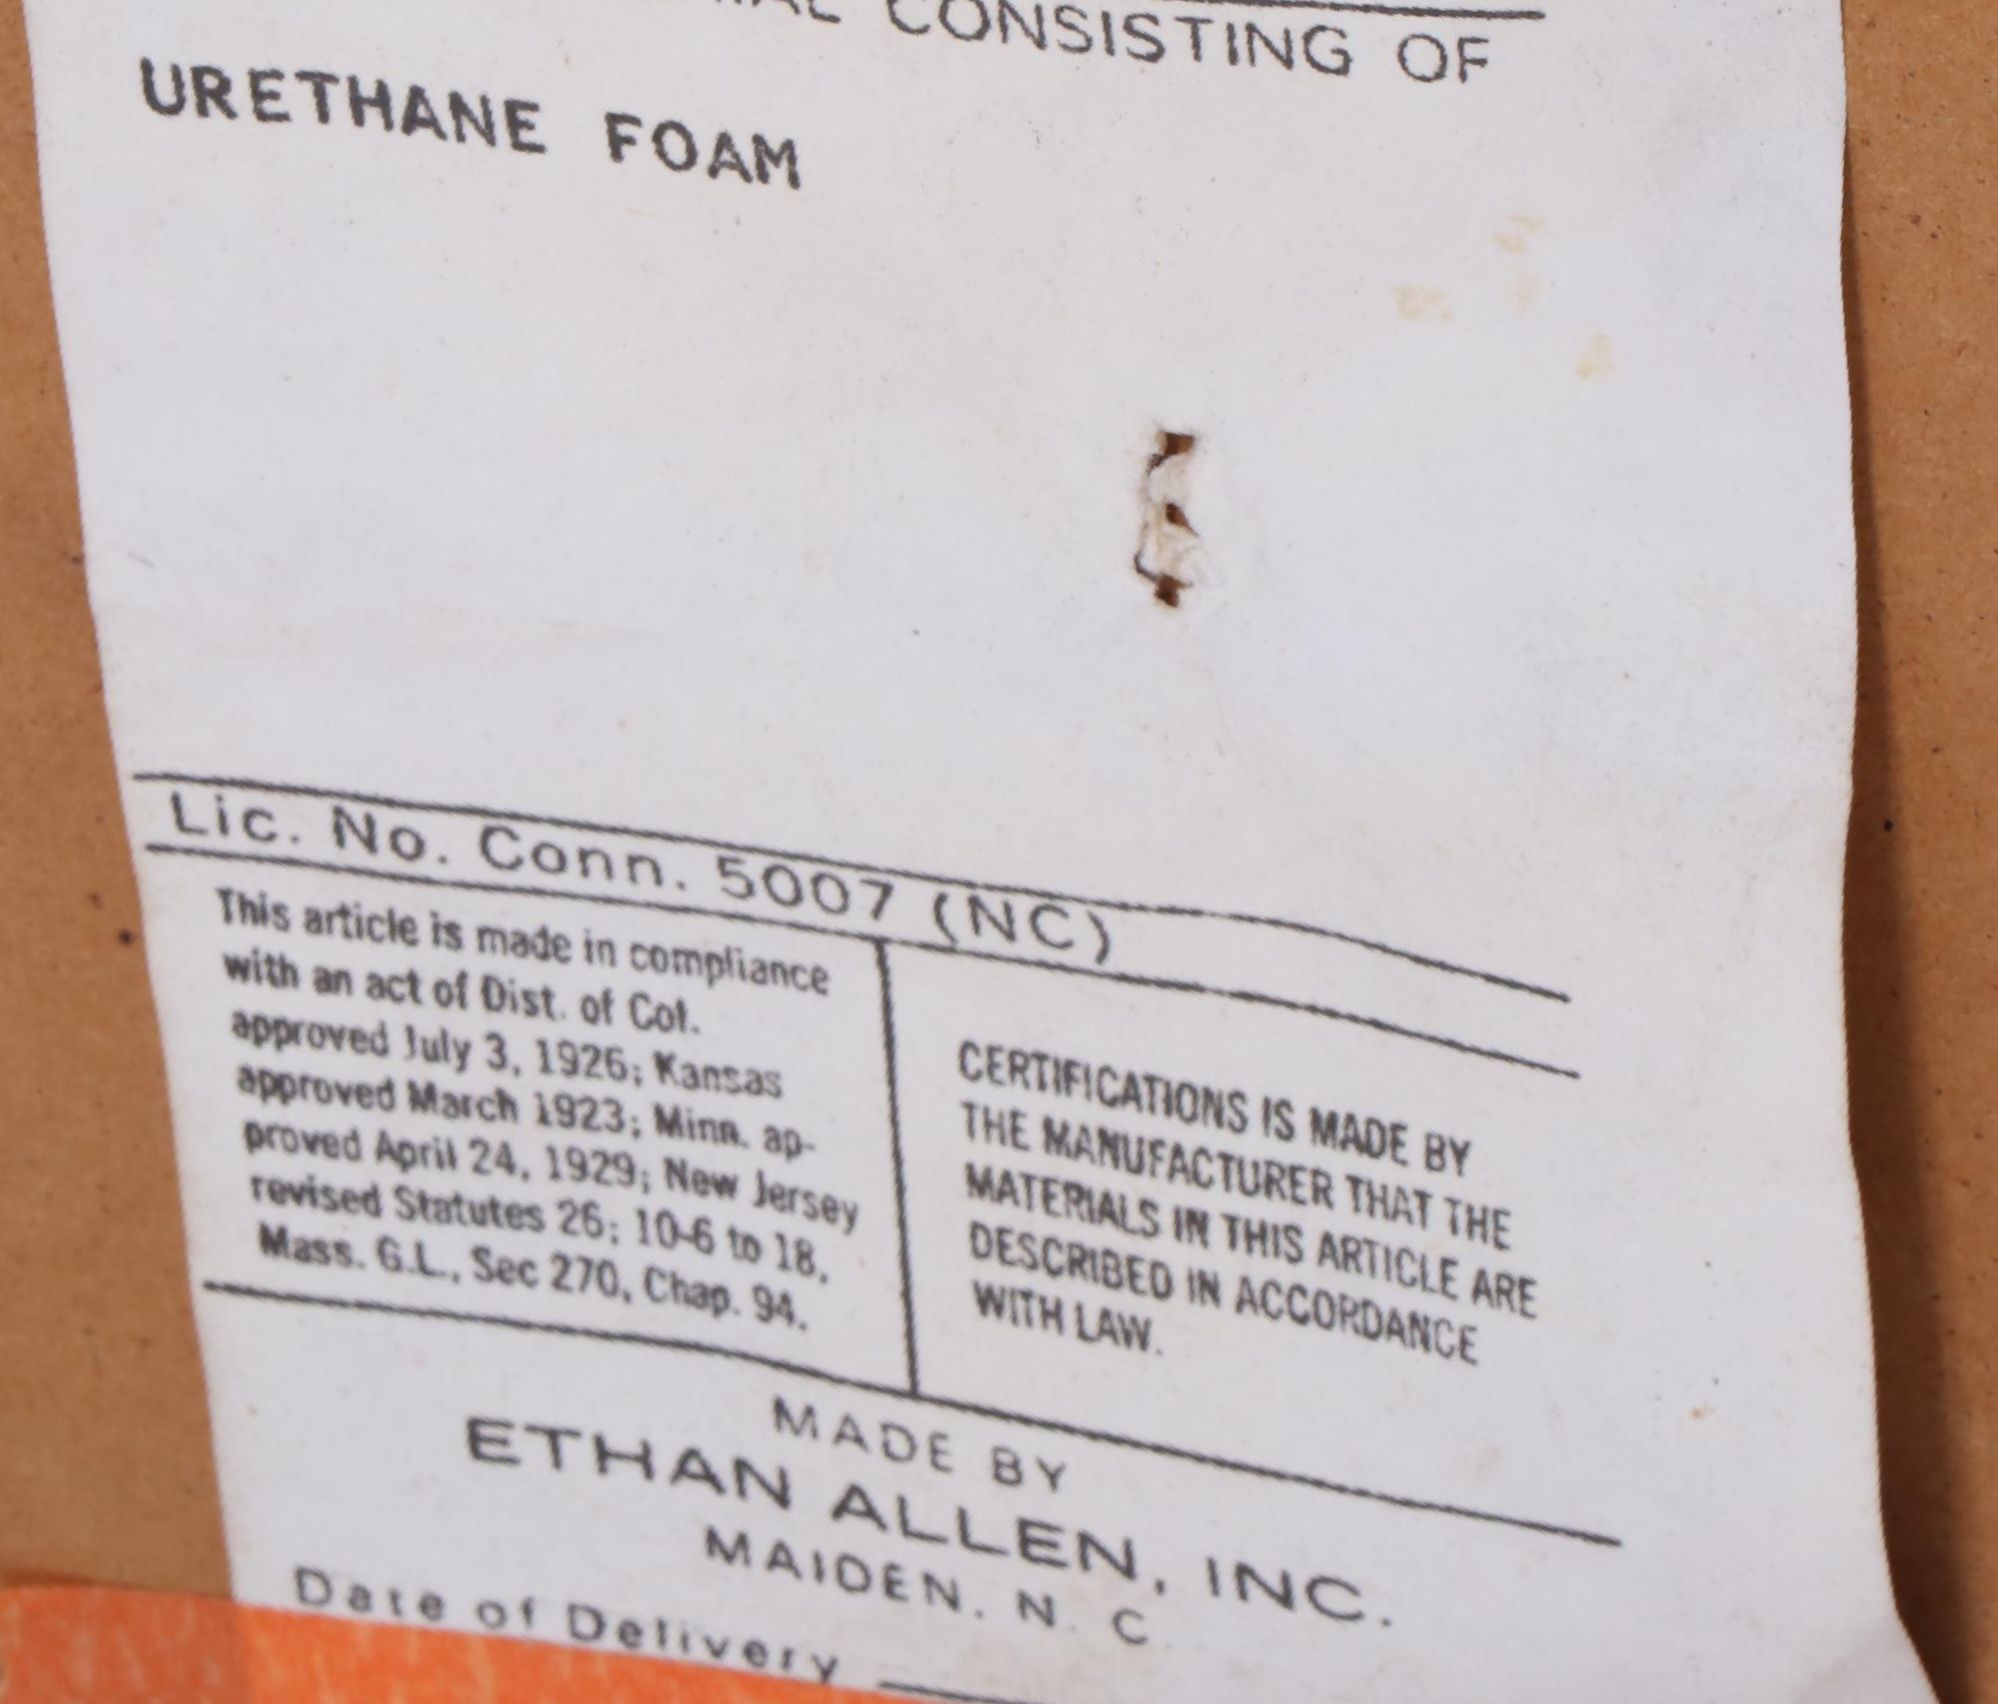 CONSISTING OF
URETHANE FOAM
Lic. No. Conn. 5007 (NC)
This article is made in compliance
with an act of Dist. of Col.
approved July 3, 1926; Kansas
approved March 1923; Minn. ap-
proved April 24, 1929; New Jersey
revised Statutes 26: 10-6 to 18,
Mass. G.L., Sec 270, Chap. 94.
CERTIFICATIONS IS MADE BY
THE MANUFACTURER THAT THE
MATERIALS IN THIS ARTICLE ARE
DESCRIBED IN ACCORDANCE
WITH LAW.
MADE BY
ETHAN ALLEN, INC.
MAIDEN. N. C
Date of Delivery